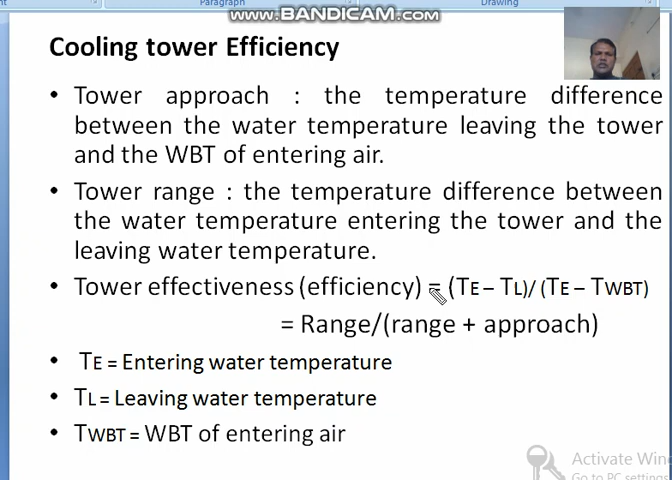 Paragraph
Drawing
www.BANDICAM.com
Cooling tower Efficiency
• Tower approach : the temperature difference
between the water temperature leaving the tower
and the WBT of entering air.
• Tower range : the temperature difference between
the water temperature entering the tower and the
leaving water temperature.
• Tower effectiveness (efficiency) = (TE – TL)/ (TE – TWBT)
= Range/(range + approach)
• TE = Entering water temperature
• TL = Leaving water temperature
• TWBT = WBT of entering air
Activate Win
Go to PC settings